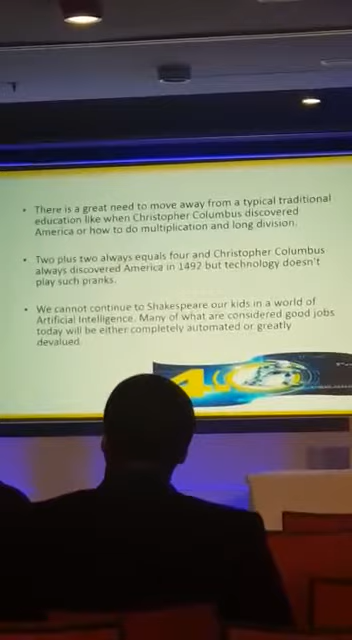 • There is a great need to move away from a typical traditional
education like when Christopher Columbus discovered
America or how to do multiplication and long division.
• Two plus two always equals four and Christopher Columbus
always discovered America in 1492 but technology doesn't
play such pranks.
• We cannot continue to Shakespeare our kids in a world of
Artificial Intelligence. Many of what are considered good jobs
today will be either completely automated or greatly
devalued.
4